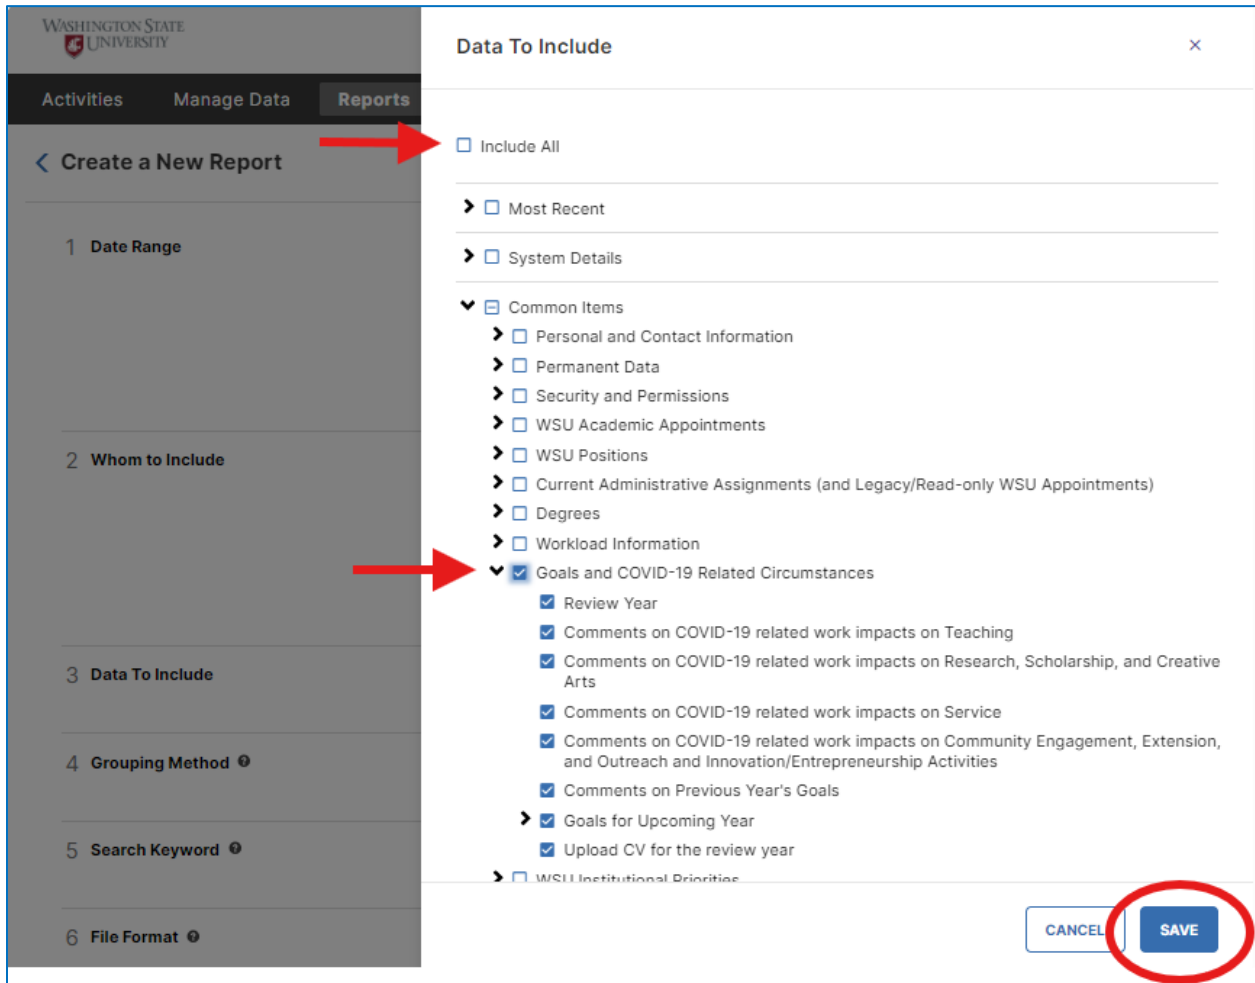 WASHINGTON STATE
UNIVERSITY
Activities
Manage Data
Reports
Create a New Report
1 Date Range
2 Whom to Include
3 Data To Include
4 Grouping Method
5 Search Keyword
6 File Format
Data To Include
Include All
Most Recent
System Details
Common Items
Personal and Contact Information
Permanent Data
Security and Permissions
WSU Academic Appointments
WSU Positions
Current Administrative Assignments (and Legacy/Read-only WSU Appointments)
Degrees
Workload Information
Goals and COVID-19 Related Circumstances
Review Year
Comments on COVID-19 related work impacts on Teaching
Comments on COVID-19 related work impacts on Research, Scholarship, and Creative
Arts
Comments on COVID-19 related work impacts on Service
Comments on COVID-19 related work impacts on Community Engagement, Extension,
and Outreach and Innovation/Entrepreneurship Activities
Comments on Previous Year's Goals
Goals for Upcoming Year
Upload CV for the review year
WSU Institutional Priorities
CANCEL
SAVE